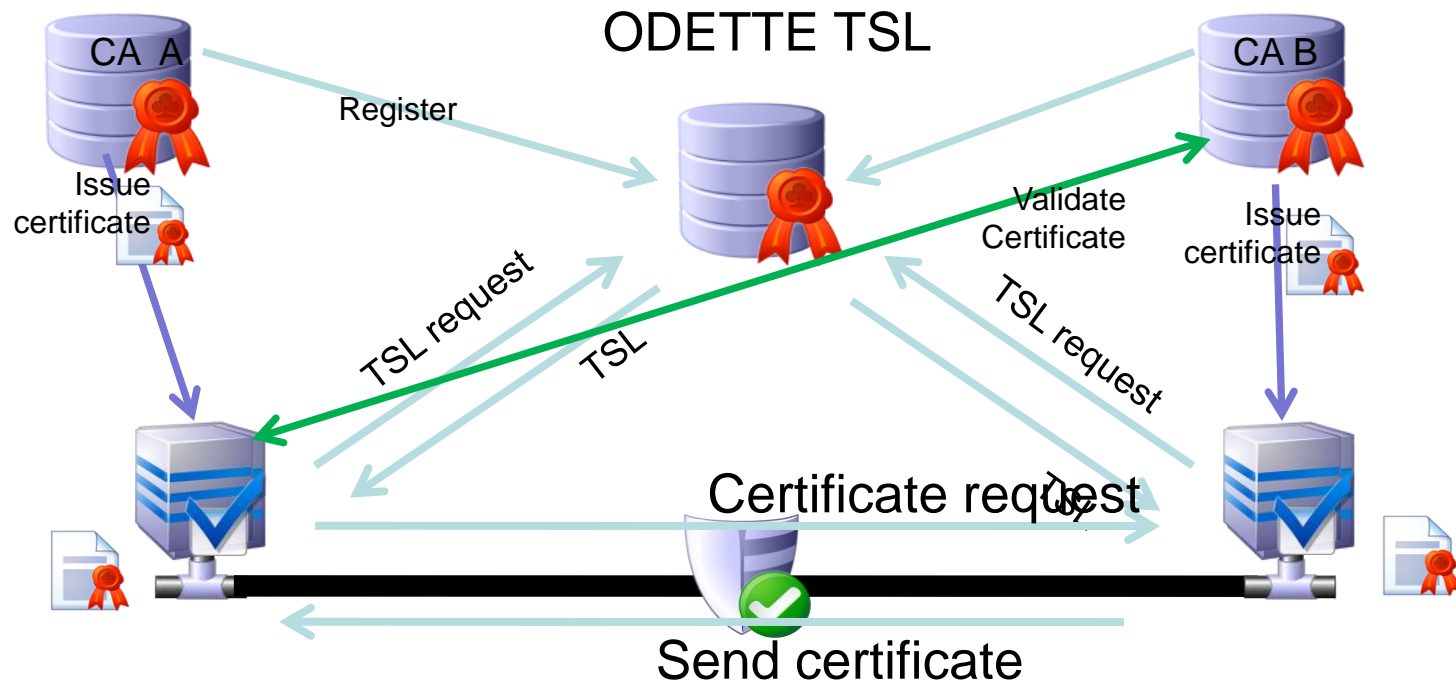 ODETTE TSL
CA A
CA B
Register
Issue
certificate
Validate
Certificate
Issue
certificate
TSL request
TSL
TSL request
TSL
Certificate request
Send certificate